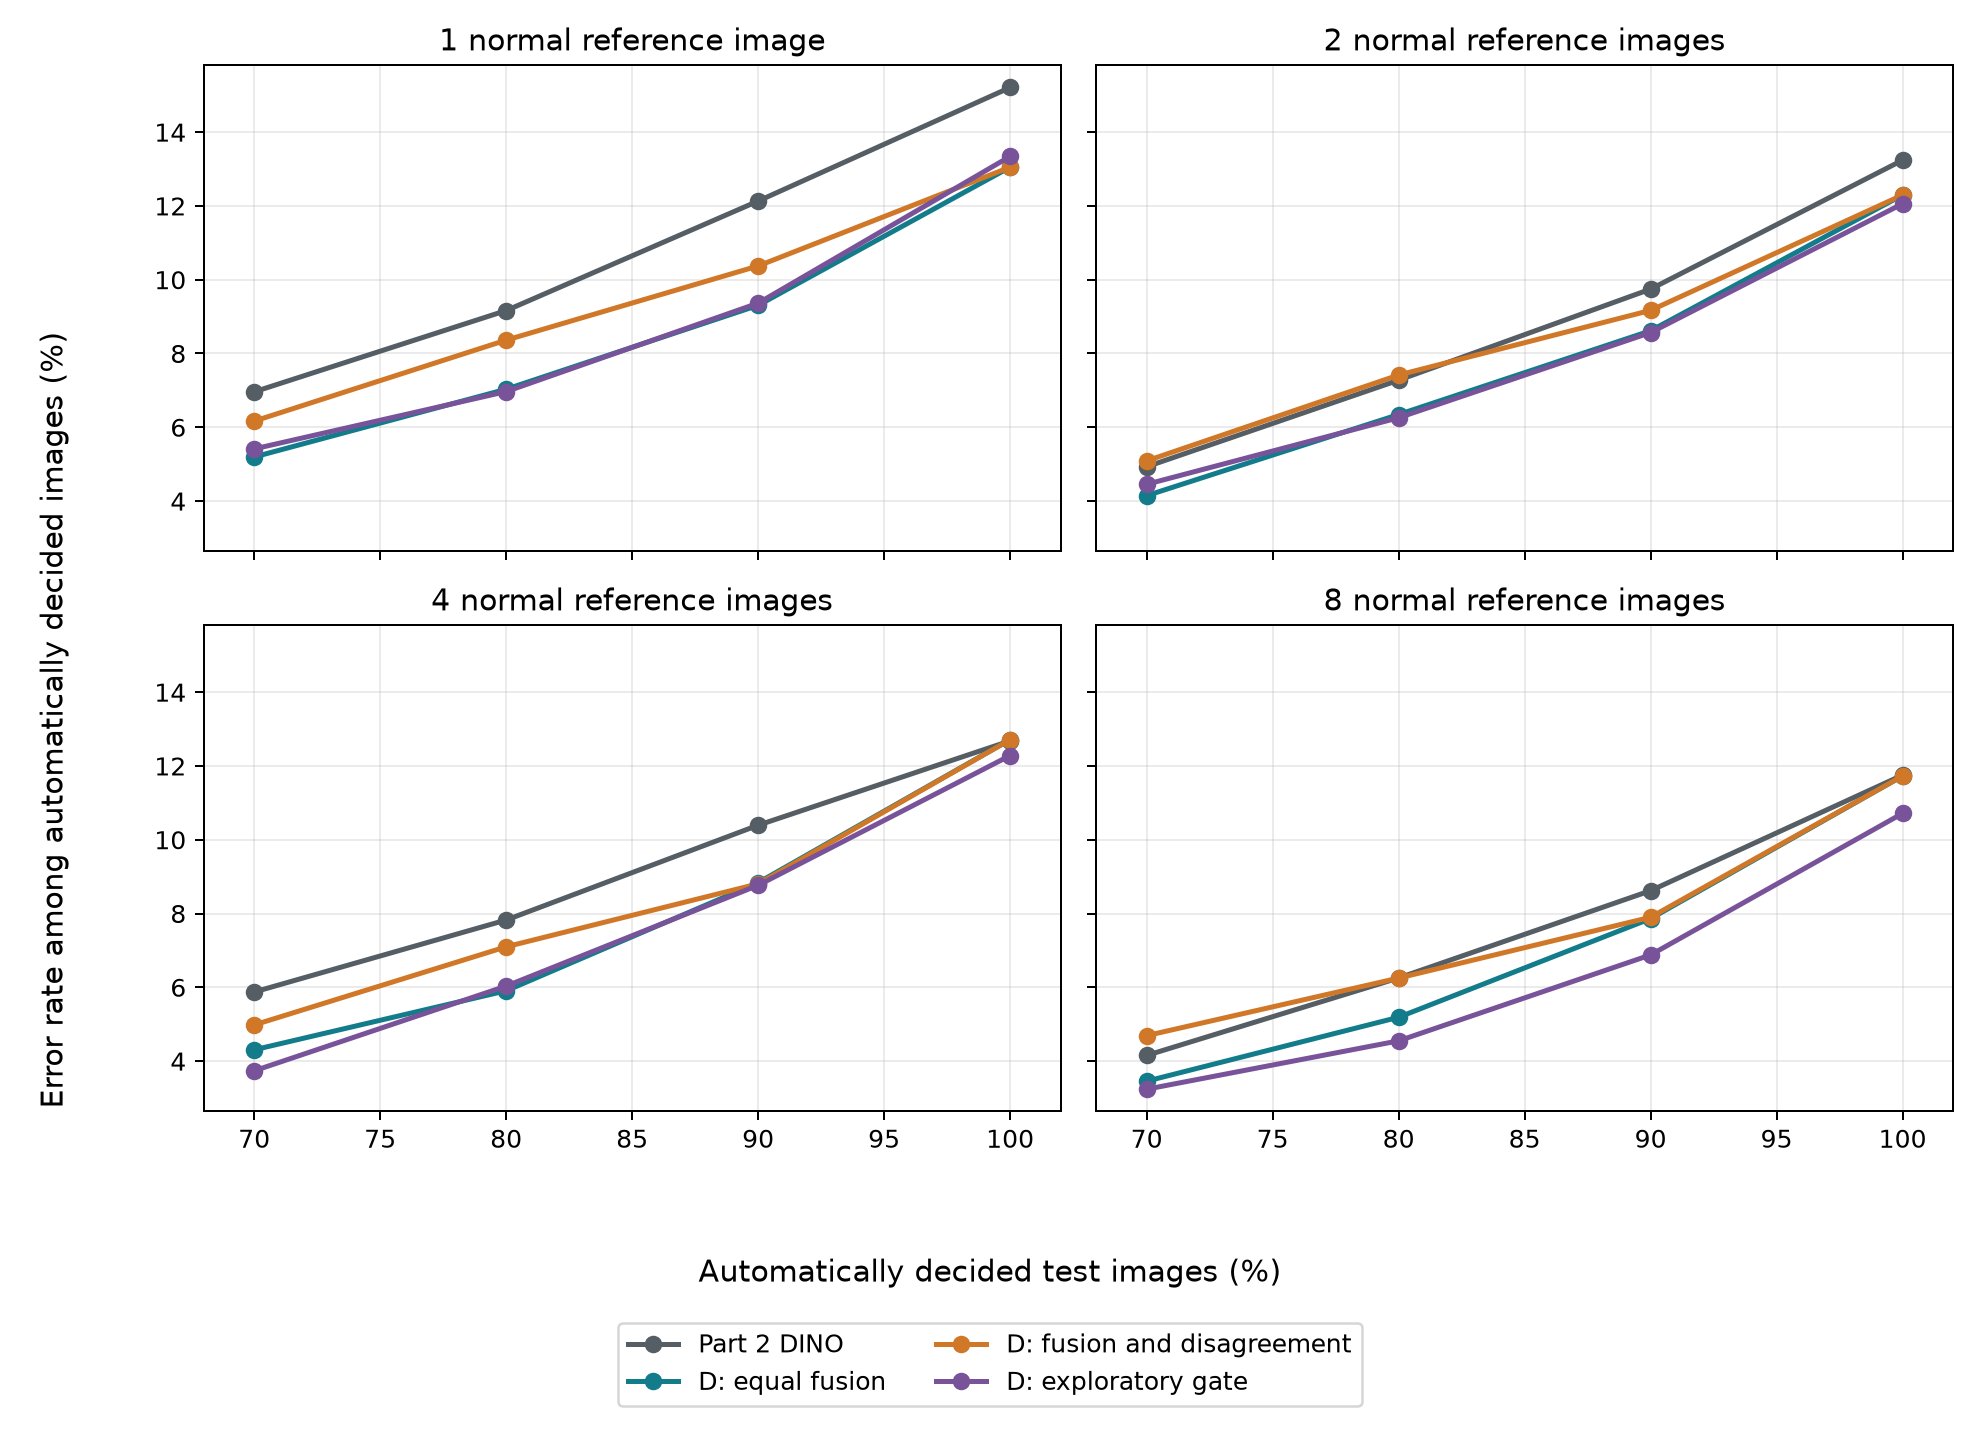 1 normal reference image
2 normal reference images
14
12
10
8
6
4
4 normal reference images
8 normal reference images
14
12
10
8
6
4
70 75 80 85 90 95 100
70 75 80 85 90 95 100
Error rate among automatically decided images (%)
Automatically decided test images (%)
Part 2 DINO
D: equal fusion
D: fusion and disagreement
D: exploratory gate